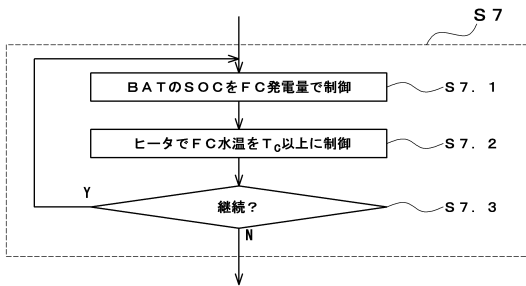 Ｓ７
ＢＡＴのＳＯＣをＦＣ発電量で制御
Ｓ７．１
ヒータでＦＣ水温をＴC以上に制御
Ｓ７．２
Y
継続？
Ｓ７．３
N